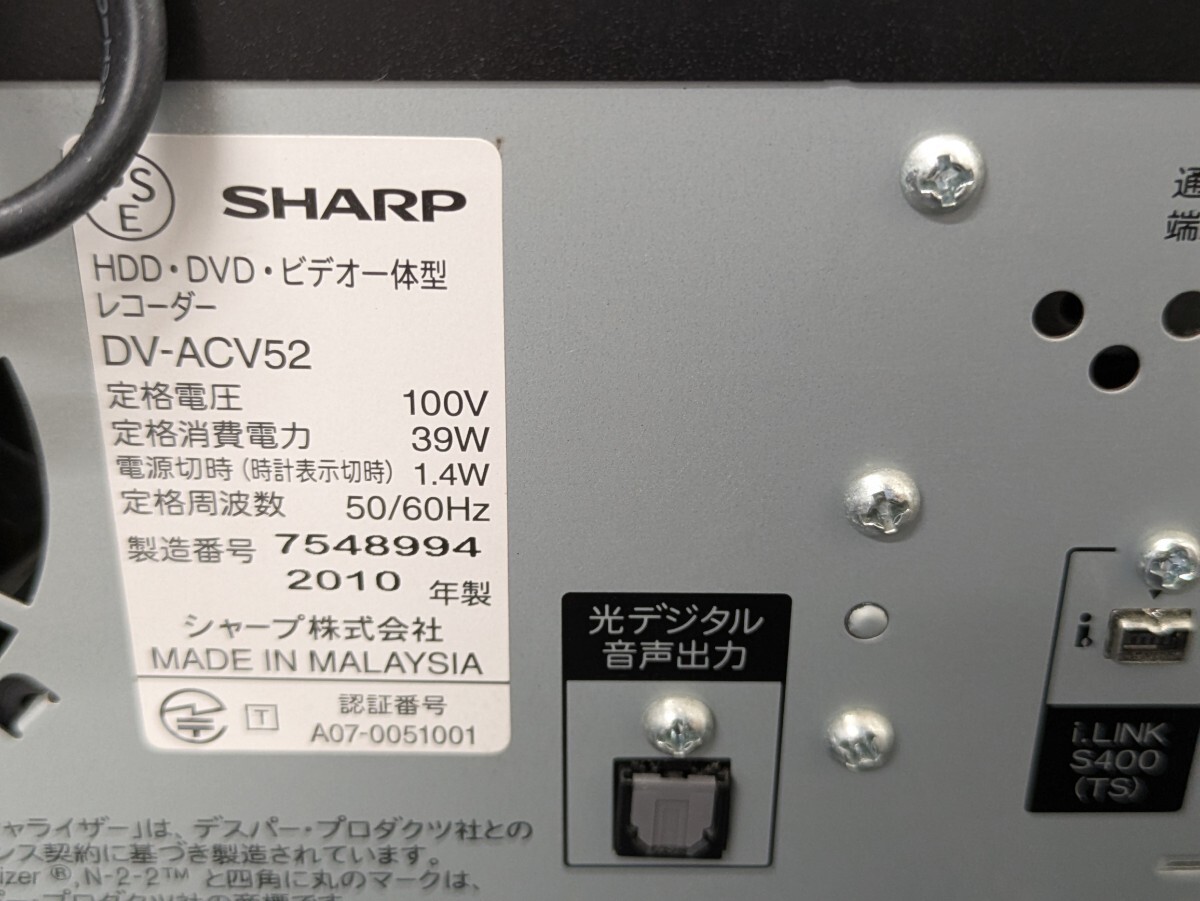 PSE
SHARP
HDD・DVD・ビデオ一体型
レコーダー
DV-ACV52
定格電圧 100V
定格消費電力 39W
電源切時(時計表示切時) 1.4W
定格周波数 50/60Hz
製造番号 7548994
2010 年製
シャープ株式会社
MADE IN MALAYSIA
T 認証番号
A07-0051001
光デジタル
音声出力
通
端
i.LINK
S400
(TS)
ャライザー」は、デスパー・プロダクツ社との
ンス契約に基づき製造されています。
izer®,N-2-2™ と四角に丸のマークは、